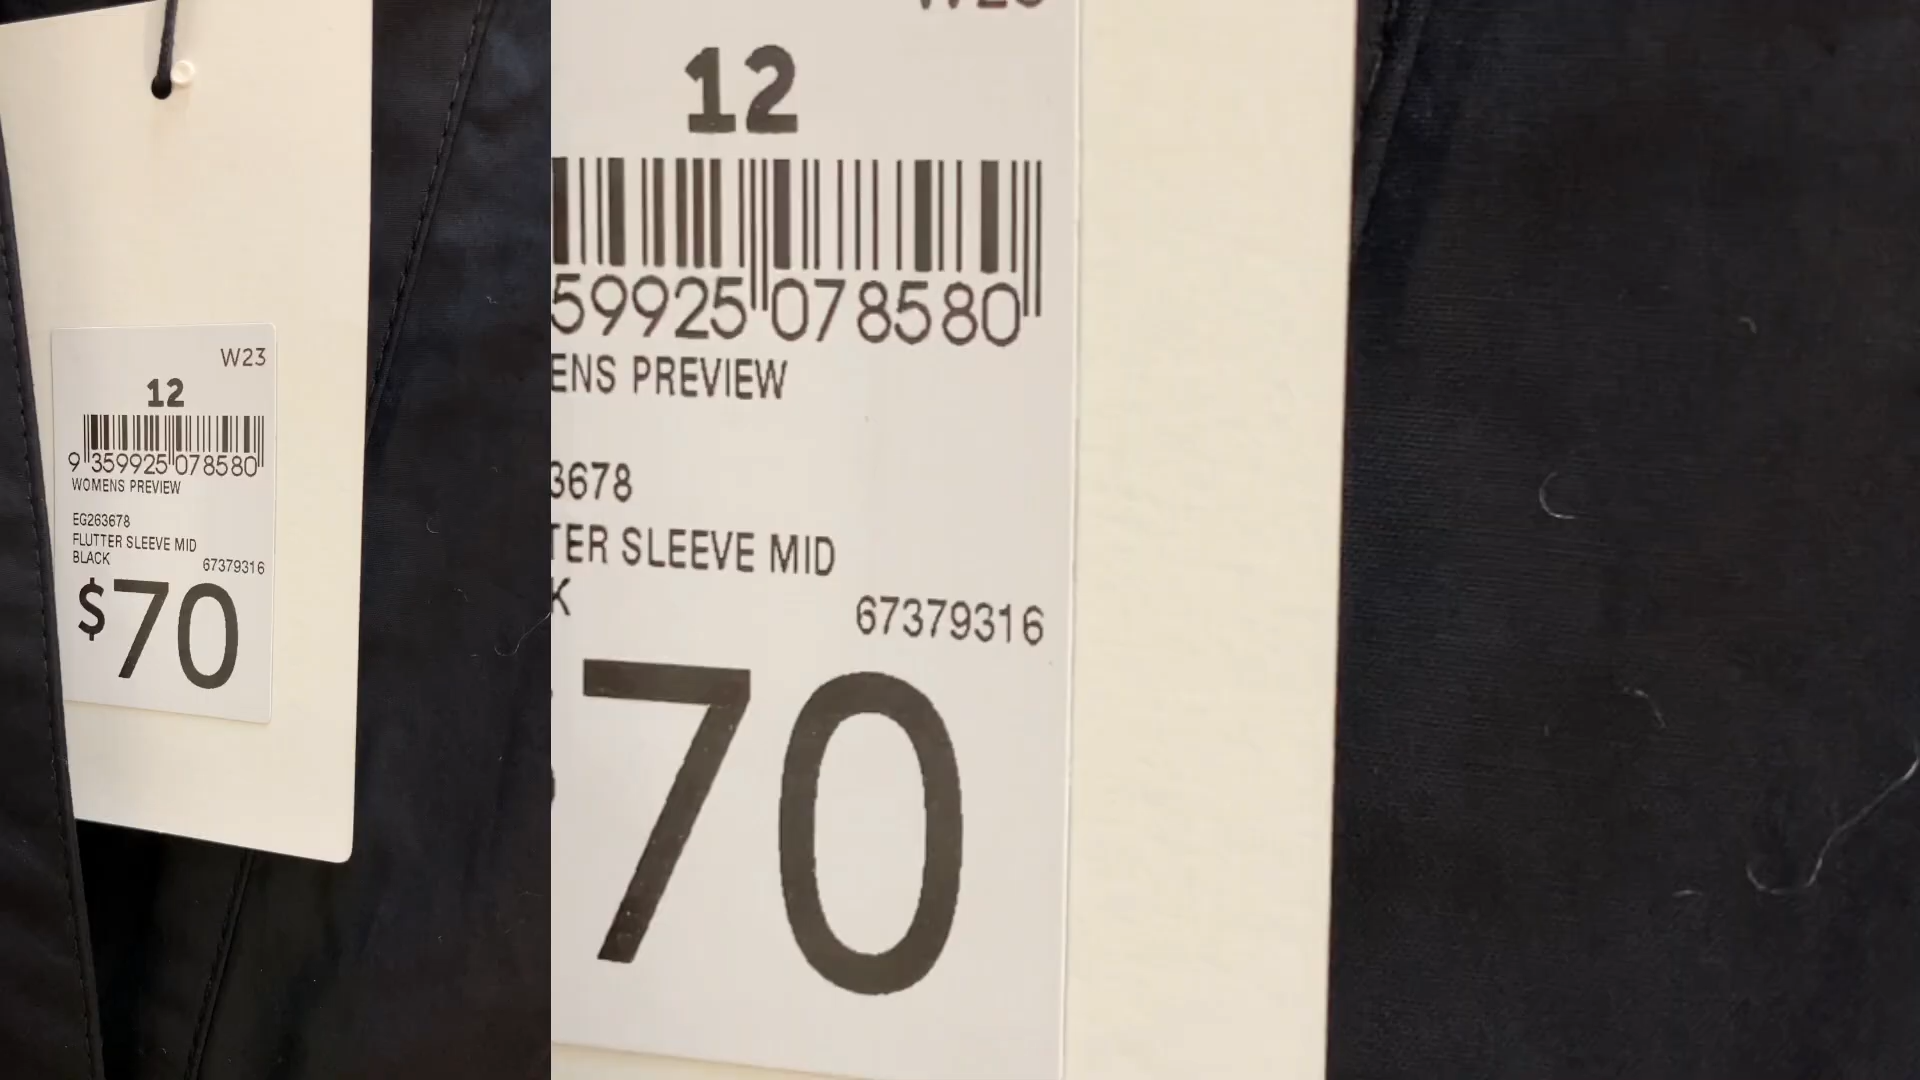 W23
12
9 359925 078580
WOMENS PREVIEW
EG263678
FLUTTER SLEEVE MID
BLACK
67379316
$70
W23
12
59925 078580
ENS PREVIEW
3678
TER SLEEVE MID
K
67379316
70